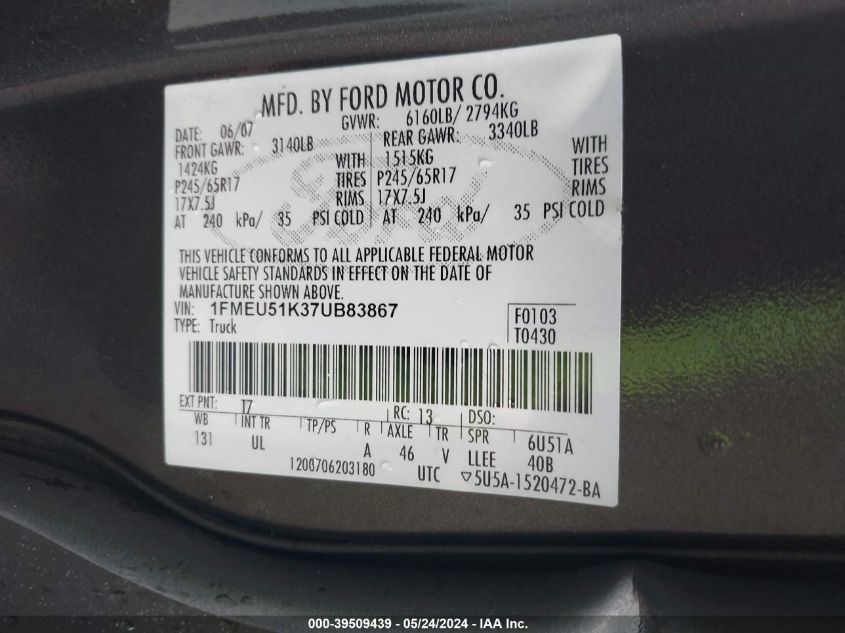 MFD. BY FORD MOTOR CO.
DATE: 06/07 GVWR: 6160LB/ 2794KG
FRONT GAWR: 3140LB REAR GAWR: 3340LB
1424KG WITH 1515KG WITH
P245/65R17 TIRES P245/65R17 TIRES
17X7.5J RIMS 17X7.5J RIMS
AT 240 kPa/ 35 PSI COLD AT 240 kPa/ 35 PSI COLD
THIS VEHICLE CONFORMS TO ALL APPLICABLE FEDERAL MOTOR
VEHICLE SAFETY STANDARDS IN EFFECT ON THE DATE OF
MANUFACTURE SHOWN ABOVE.
VIN: 1FMEU51K37UB83867 F0103
TYPE: Truck T0430
EXT PNT: T7 RC: 13 DSO:
WB INT TR TP/PS R AXLE TR SPR 6U51A
131 UL A 46 V LLEE 40B
1200706203180 UTC ▽5U5A-1520472-BA
000-39509439 - 05/24/2024 - IAA Inc.